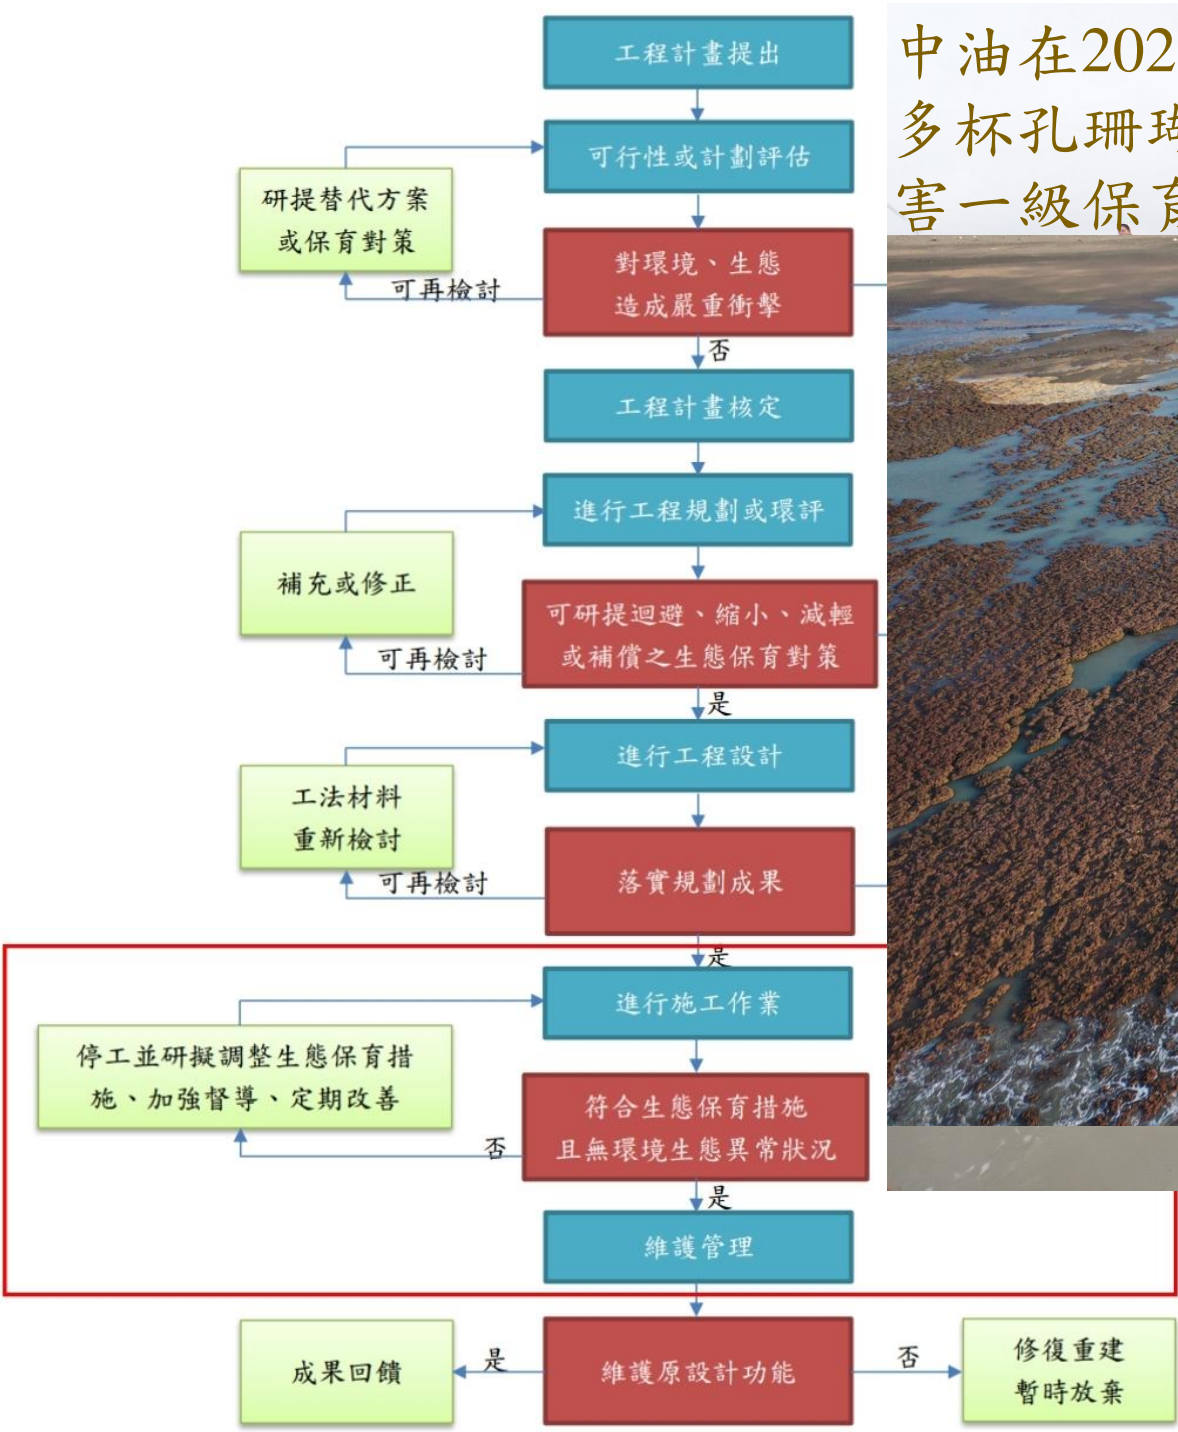 工程計畫提出
可行性或計劃評估
研提替代方案
或保育對策
可再檢討
對環境、生態
造成嚴重衝擊
否
工程計畫核定
進行工程規劃或環評
補充或修正
可再檢討
可研提迴避、縮小、減輕
或補償之生態保育對策
是
進行工程設計
工法材料
重新檢討
可再檢討
落實規劃成果
是
進行施工作業
停工並研擬調整生態保育措
施、加強督導、定期改善
否
符合生態保育措施
且無環境生態異常狀況
是
維護管理
維護原設計功能
是
成果回饋
否
修復重建
暫時放棄
中油在202
多杯孔珊瑚
害一級保育